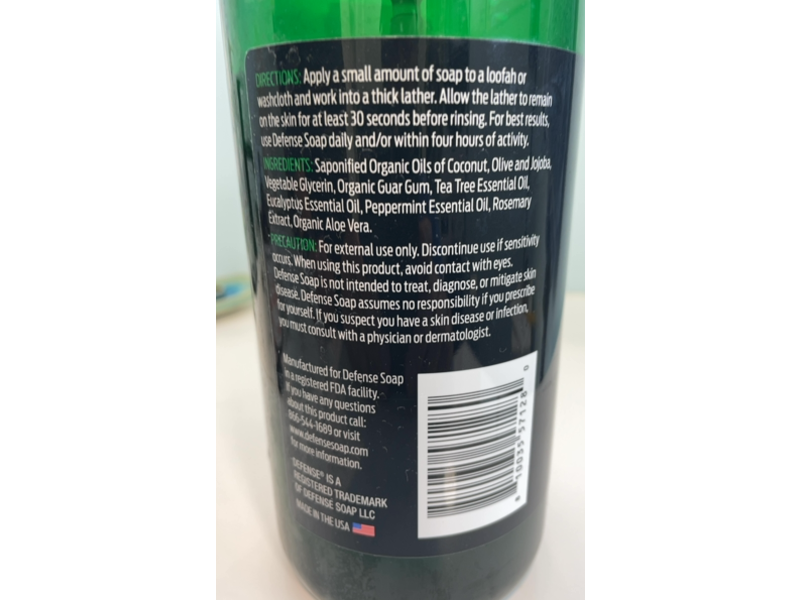 DIRECTIONS: Apply a small amount of soap to a loofah or
washcloth and work into a thick lather. Allow the lather to remain
on the skin for at least 30 seconds before rinsing. For best results,
use Defense Soap daily and/or within four hours of activity.
INGREDIENTS: Saponified Organic Oils of Coconut, Olive and Jojoba,
Vegetable Glycerin, Organic Guar Gum, Tea Tree Essential Oil,
Eucalyptus Essential Oil, Peppermint Essential Oil, Rosemary
Extract, Organic Aloe Vera.
PRECAUTION: For external use only. Discontinue use if sensitivity
occurs. When using this product, avoid contact with eyes.
Defense Soap is not intended to treat, diagnose, or mitigate skin
disease. Defense Soap assumes no responsibility if you prescribe
for yourself. If you suspect you have a skin disease or infection,
you must consult with a physician or dermatologist.
Manufactured for Defense Soap
in a registered FDA facility.
If you have any questions
about this product call:
866-544-1689 or visit
www.defensesoap.com
for more information.
DEFENSE® IS A
REGISTERED TRADEMARK
OF DEFENSE SOAP LLC
MADE IN THE USA
10035 57128 0